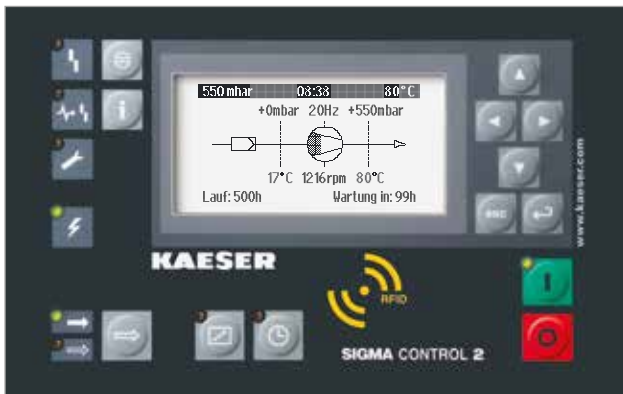 550 mbar 08:38 80°C
+0mbar 20Hz +550mbar
17°C 1216rpm 80°C
Lauf: 500h Wartung in: 99h
esc
www.kaeser.com
KAESER
RFID
I
O
SIGMA CONTROL 2